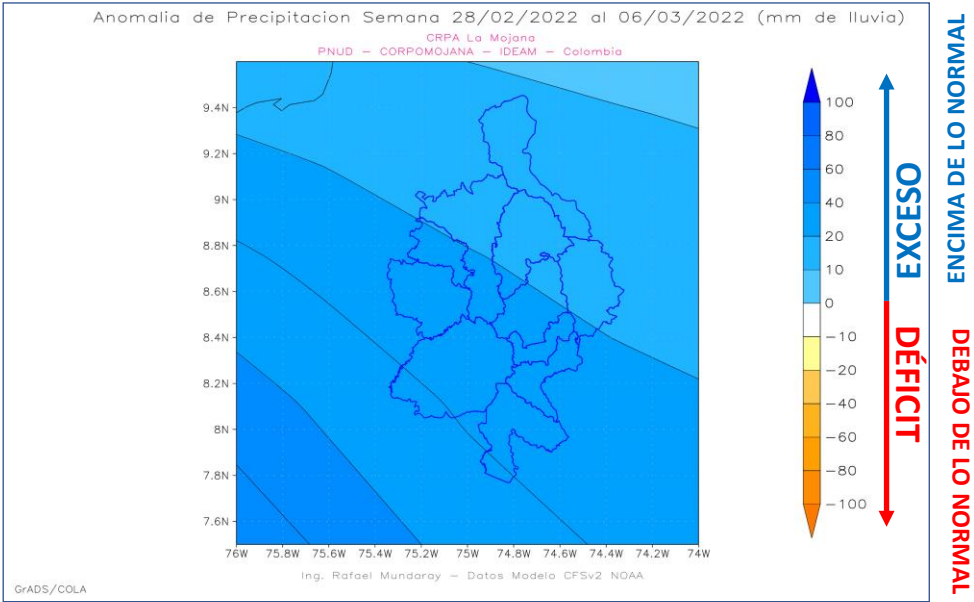 Anomalia de Precipitacion Semana 28/02/2022 al 06/03/2022 (mm de lluvia)
CRPA La Mojana
PNUD − CORPOMOJANA − IDEAM − Colombia
9.4N
9.2N
9N
8.8N
8.6N
8.4N
8.2N
8N
7.8N
7.6N
76W 75.8W 75.6W 75.4W 75.2W 75W 74.8W 74.6W 74.4W 74.2W 74W
100
80
60
40
20
10
0
−10
−20
−40
−60
−80
−100
EXCESO
DÉFICIT
ENCIMA DE LO NORMAL
DEBAJO DE LO NORMAL
Ing. Rafael Mundaray − Datos Modelo CFSv2 NOAA
GrADS/COLA